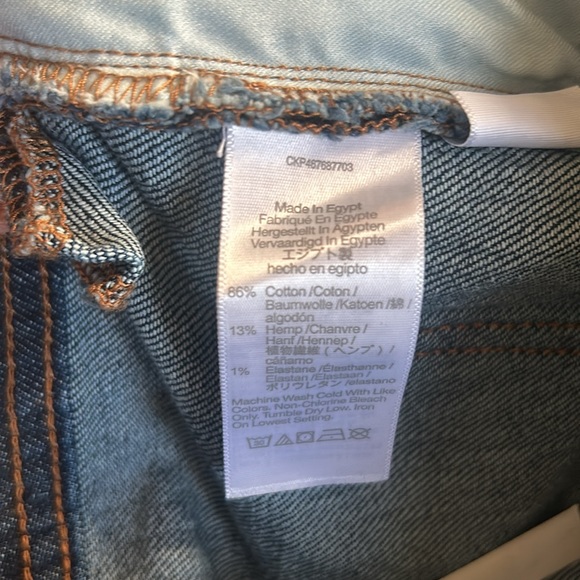 CKP467687703
Made In Egypt
Fabriqué En Egypte
Hergestellt In Ägypten
Vervaardigd In Egypte
エジプト製
hecho en egipto
86% Cotton /Coton /
Baumwolle /Katoen /綿 /
algodón
13% Hemp /Chanvre /
Hanf /Hennep /
植物繊維 (ヘンプ) /
cáñamo
1% Elastane /Élasthanne /
Elastan /Elastaan /
ポリウレタン /elastano
Machine Wash Cold With Like
Colors. Non-Chlorine Bleach
Only. Tumble Dry Low. Iron
On Lowest Setting.